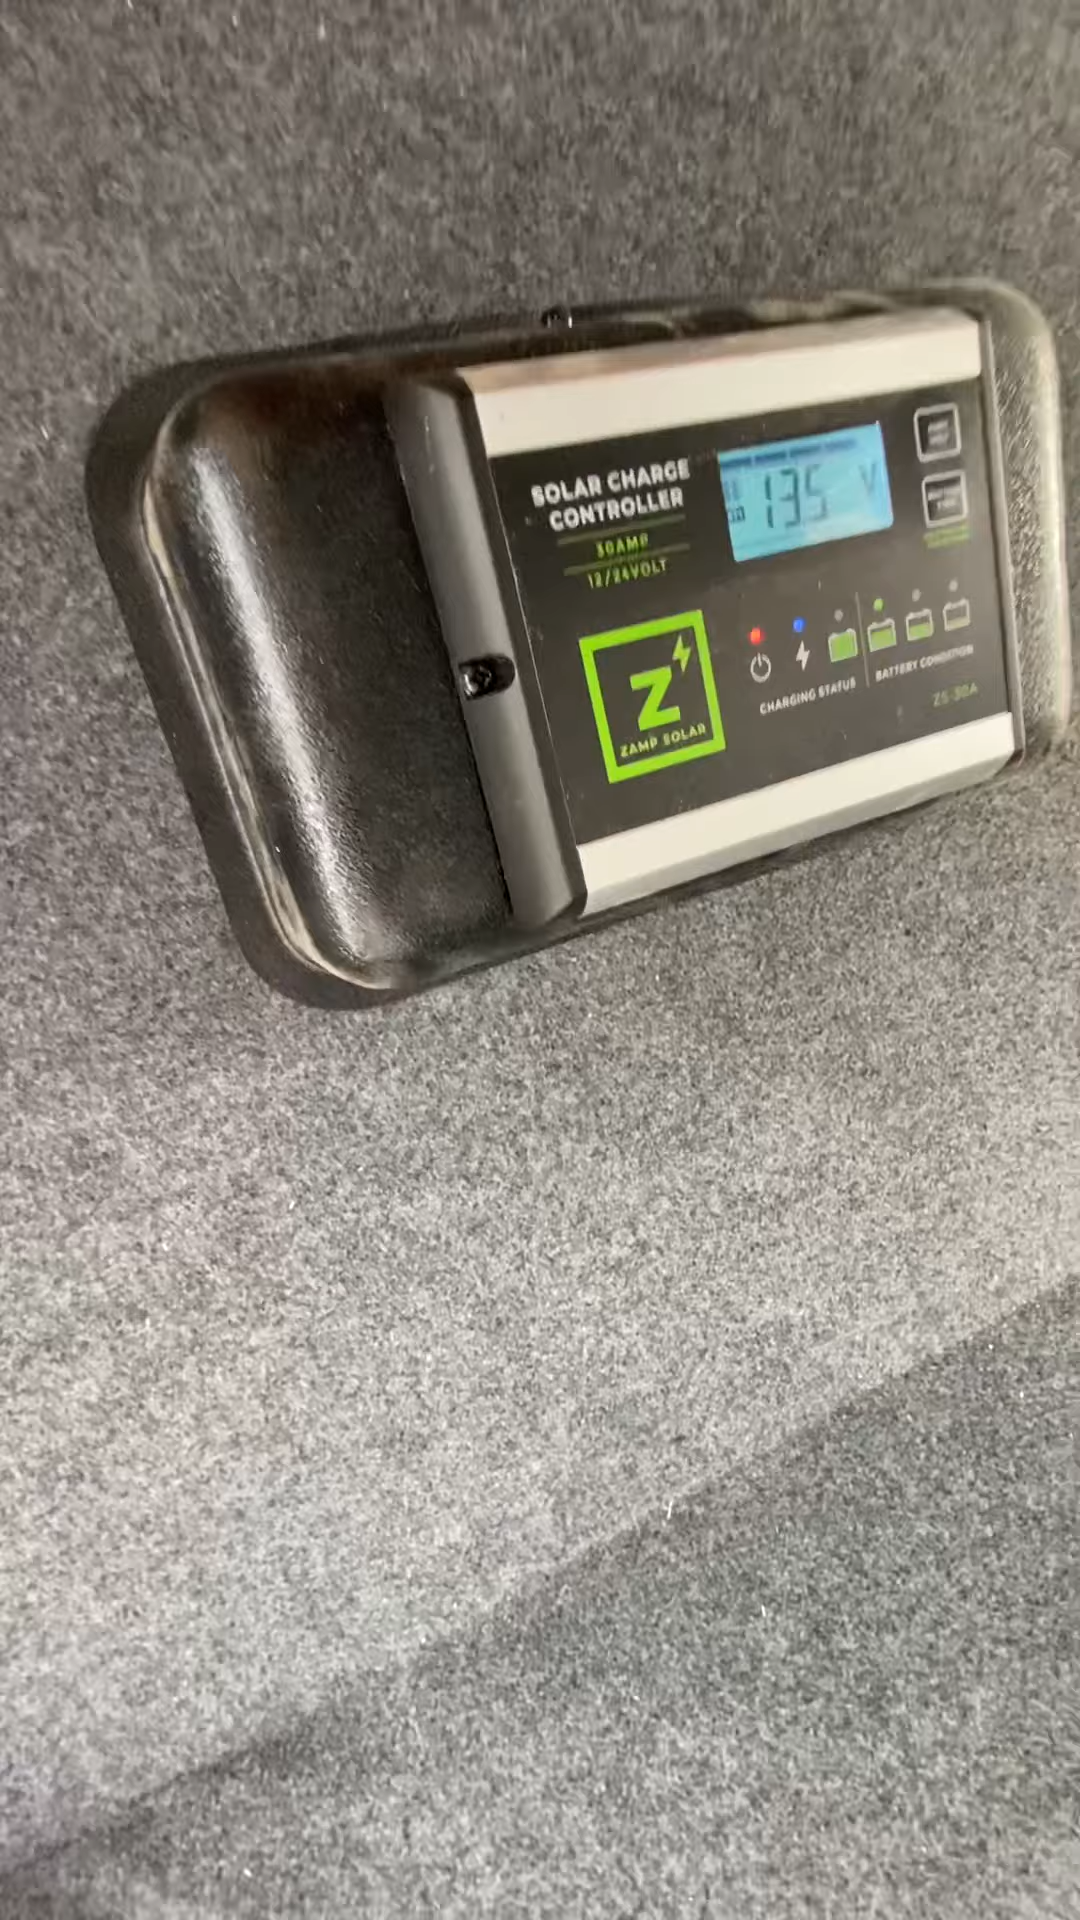 SOLAR CHARGE
CONTROLLER
30AMP
12/24VOLT
13.5 V
Z
ZAMP SOLAR
CHARGING STATUS
BATTERY CONDITION
ZS-30A